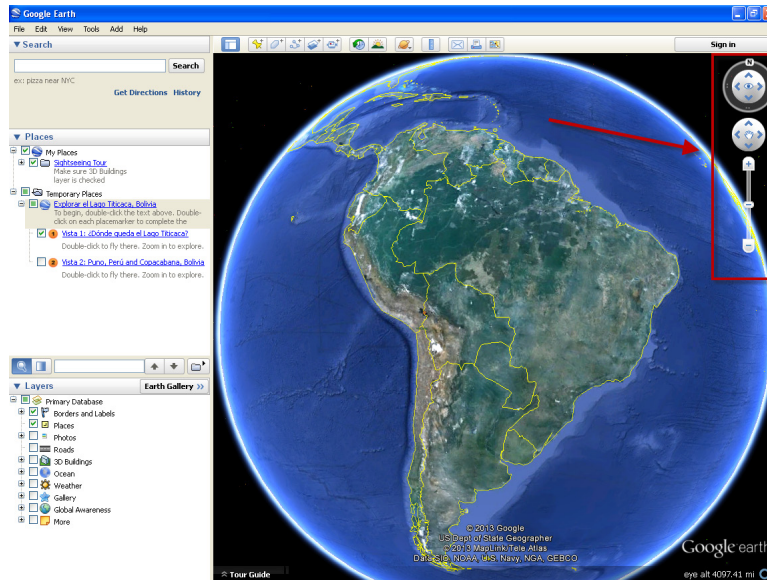 Google Earth
File Edit View Tools Add Help
Search
Search
ex: pizza near NYC
Get Directions History
Places
My Places
Sightseeing Tour
Make sure 3D Buildings
layer is checked
Temporary Places
Explorar el Lago Titicaca, Bolivia
To begin, double-click the text above. Double-
click on each placemarker to complete the
1 Vista 1: ¿Dónde queda el Lago Titicaca?
Double-click to fly there. Zoom in to explore.
2 Vista 2: Puno, Perú and Copacabana, Bolivia
Double-click to fly there. Zoom in to explore.
Layers
Earth Gallery »
Primary Database
Borders and Labels
Places
Photos
Roads
3D Buildings
Ocean
Weather
Gallery
Global Awareness
More
Sign in
N
© 2013 Google
US Dept of State Geographer
© 2013 MapLink/Tele Atlas
Data SIO, NOAA, U.S. Navy, NGA, GEBCO
Google earth
Tour Guide
eye alt 4097.41 mi